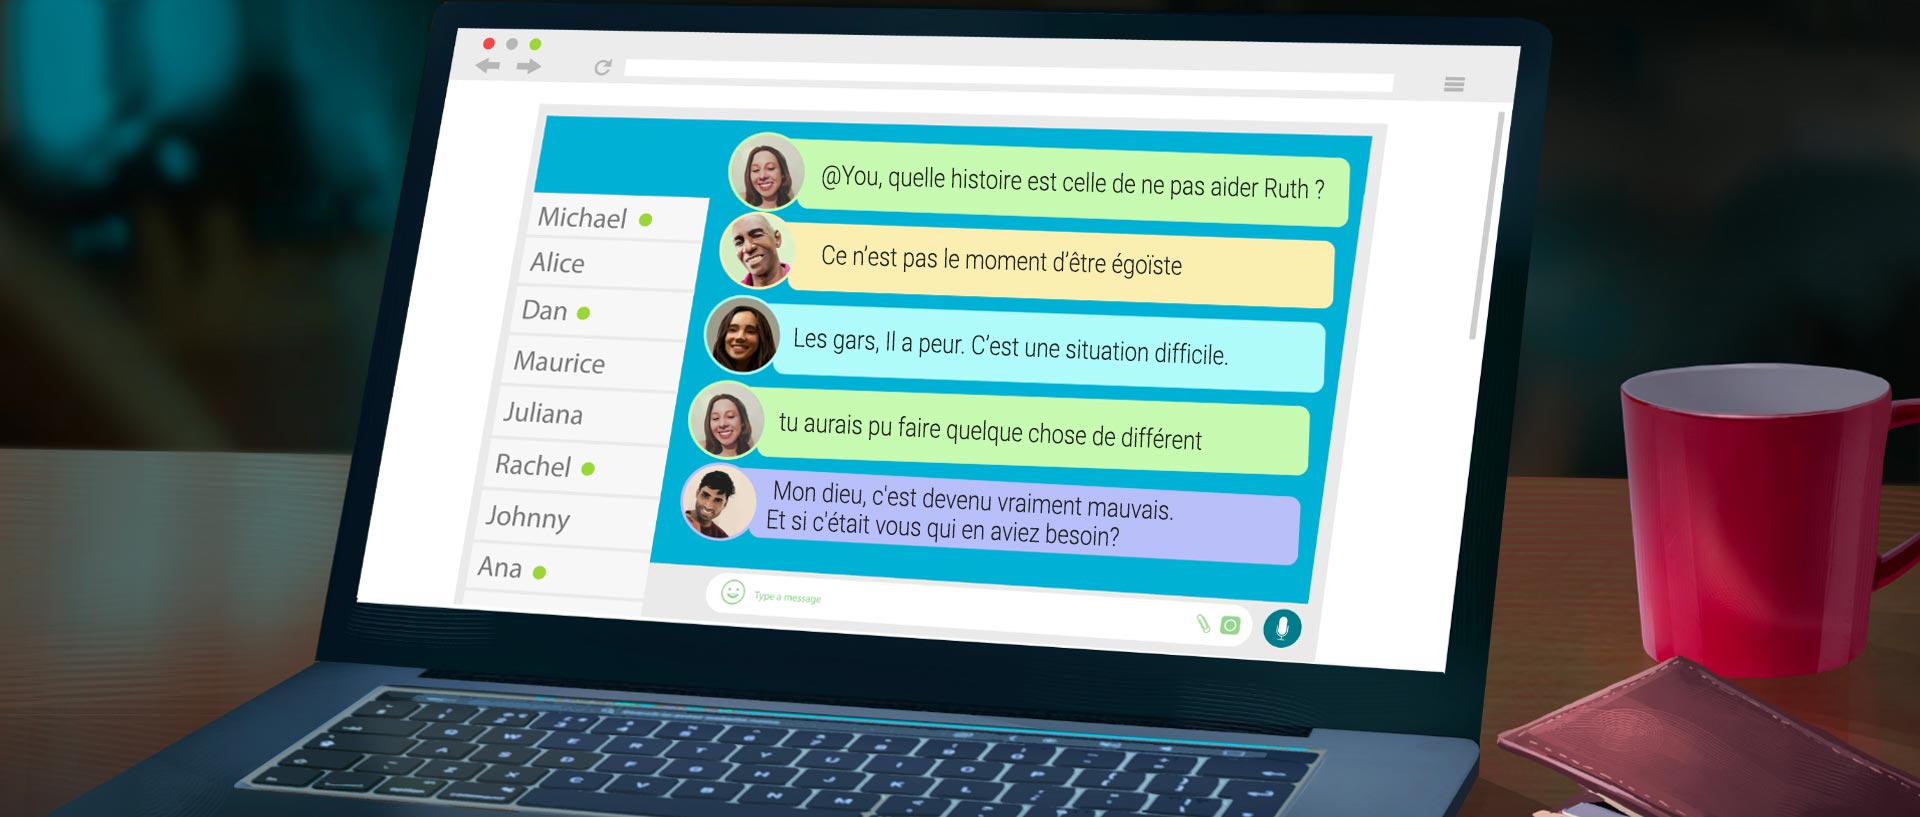 @You, quelle histoire est celle de ne pas aider Ruth ?
Ce n'est pas le moment d'être égoïste
Les gars, Il a peur. C'est une situation difficile.
tu aurais pu faire quelque chose de différent
Mon dieu, c'est devenu vraiment mauvais.
Et si c'était vous qui en aviez besoin?
Michael
Alice
Dan
Maurice
Juliana
Rachel
Johnny
Ana
Type a message